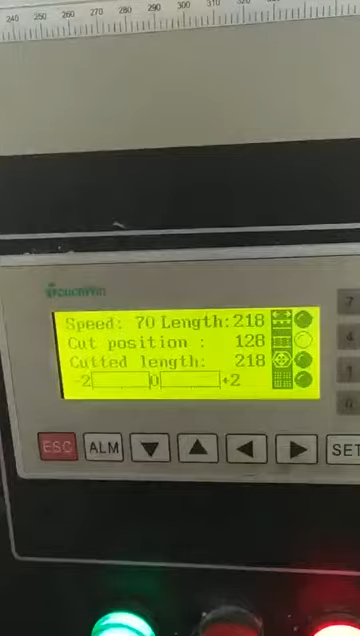 240 250 260 270 280 290 300 310
Speed: 70 Length:218
Cut position : 128
Cutted length: 218
-2 0 +2
7
4
1
ESC ALM SET